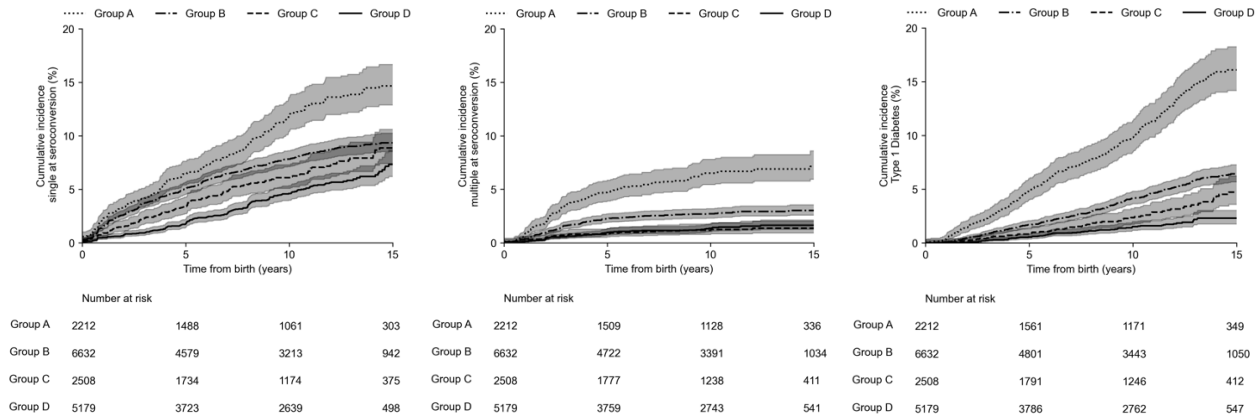 Group A Group B Group C Group D
20
15
10
5
0
Cumulative incidence
single at seroconversion (%)
0 5 10 15
Time from birth (years)
Number at risk
Group A 2212 1488 1061 303
Group B 6632 4579 3213 942
Group C 2508 1734 1174 375
Group D 5179 3723 2639 498
Group A Group B Group C Group D
20
15
10
5
0
Cumulative incidence
multiple at seroconversion (%)
0 5 10 15
Time from birth (years)
Number at risk
Group A 2212 1509 1128 336
Group B 6632 4722 3391 1034
Group C 2508 1777 1238 411
Group D 5179 3759 2743 541
Group A Group B Group C Group D
20
15
10
5
0
Cumulative incidence
Type 1 Diabetes (%)
0 5 10 15
Time from birth (years)
Number at risk
Group A 2212 1561 1171 349
Group B 6632 4801 3443 1050
Group C 2508 1791 1246 412
Group D 5179 3786 2762 547